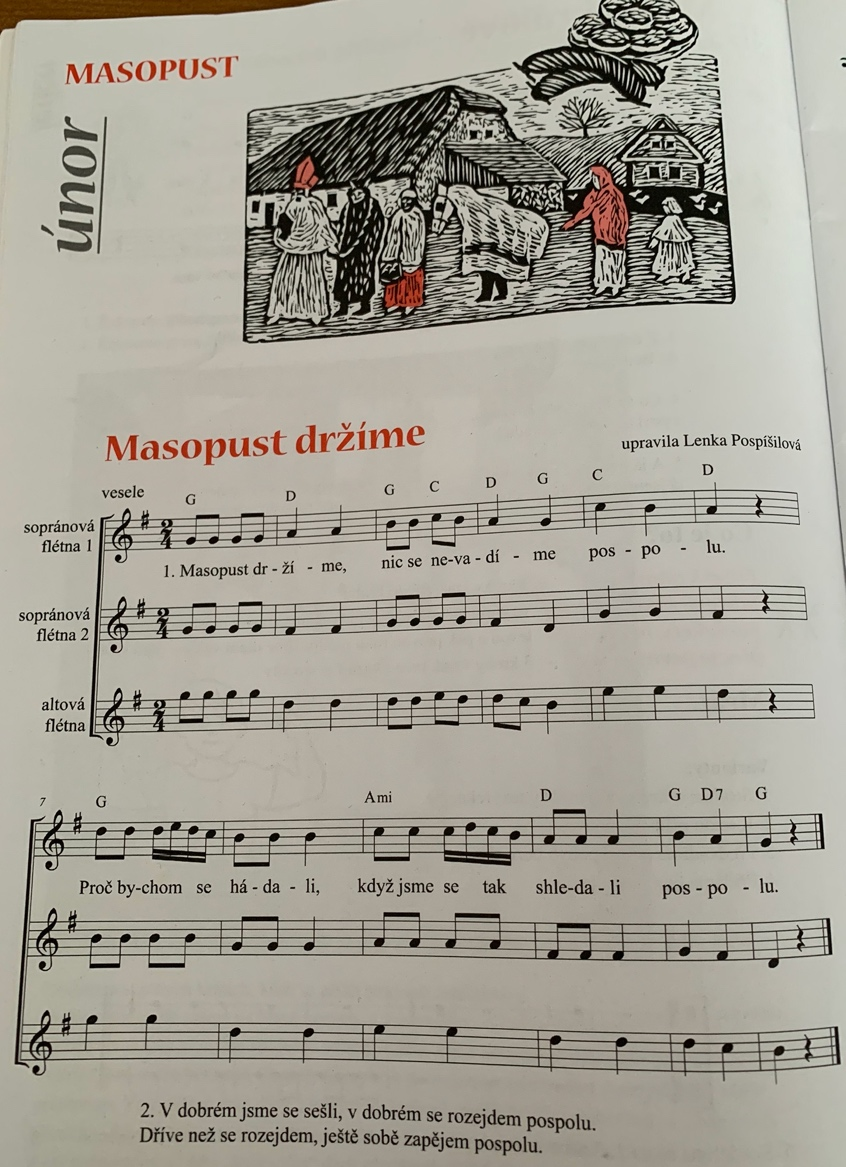 MASOPUST
únor
Masopust držíme
upravila Lenka Pospíšilová
vesele
G D G C D G C D
sopránová
flétna 1
1. Masopust dr - ží - me, nic se ne-va - dí - me pos - po - lu.
sopránová
flétna 2
altová
flétna
7
G Ami D G D7 G
Proč by-chom se há - da - li, když jsme se tak shle-da - li pos - po - lu.
2. V dobrém jsme se sešli, v dobrém se rozejdem pospolu.
Dříve než se rozejdem, ještě sobě zapějem pospolu.